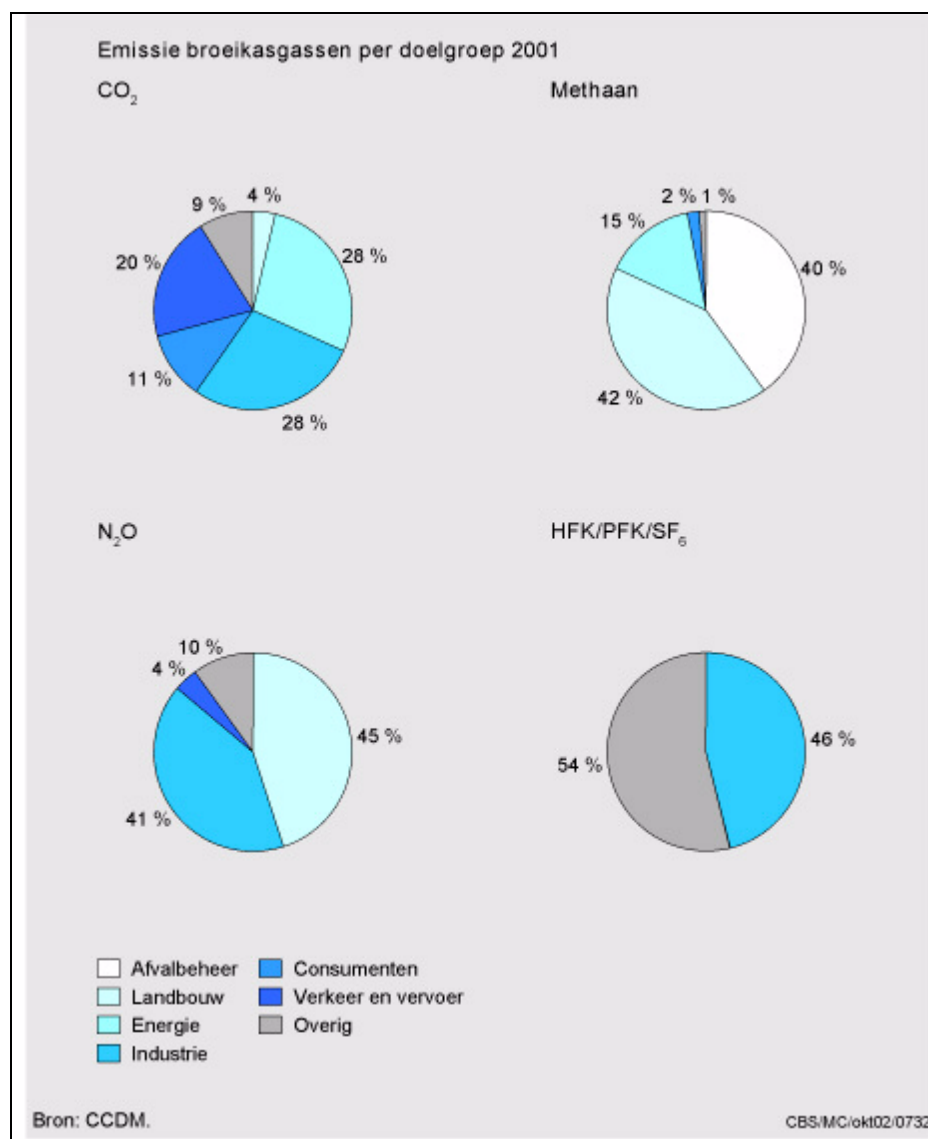 Emissie broeikasgassen per doelgroep 2001
CO₂
Methaan
4 %
9 %
28 %
20 %
11 %
28 %
2 %
1 %
15 %
40 %
42 %
N₂O
HFK/PFK/SF₆
10 %
4 %
45 %
41 %
46 %
54 %
Afvalbeheer
Landbouw
Energie
Industrie
Consumenten
Verkeer en vervoer
Overig
Bron: CCDM.
CBS/MC/okt02/0732